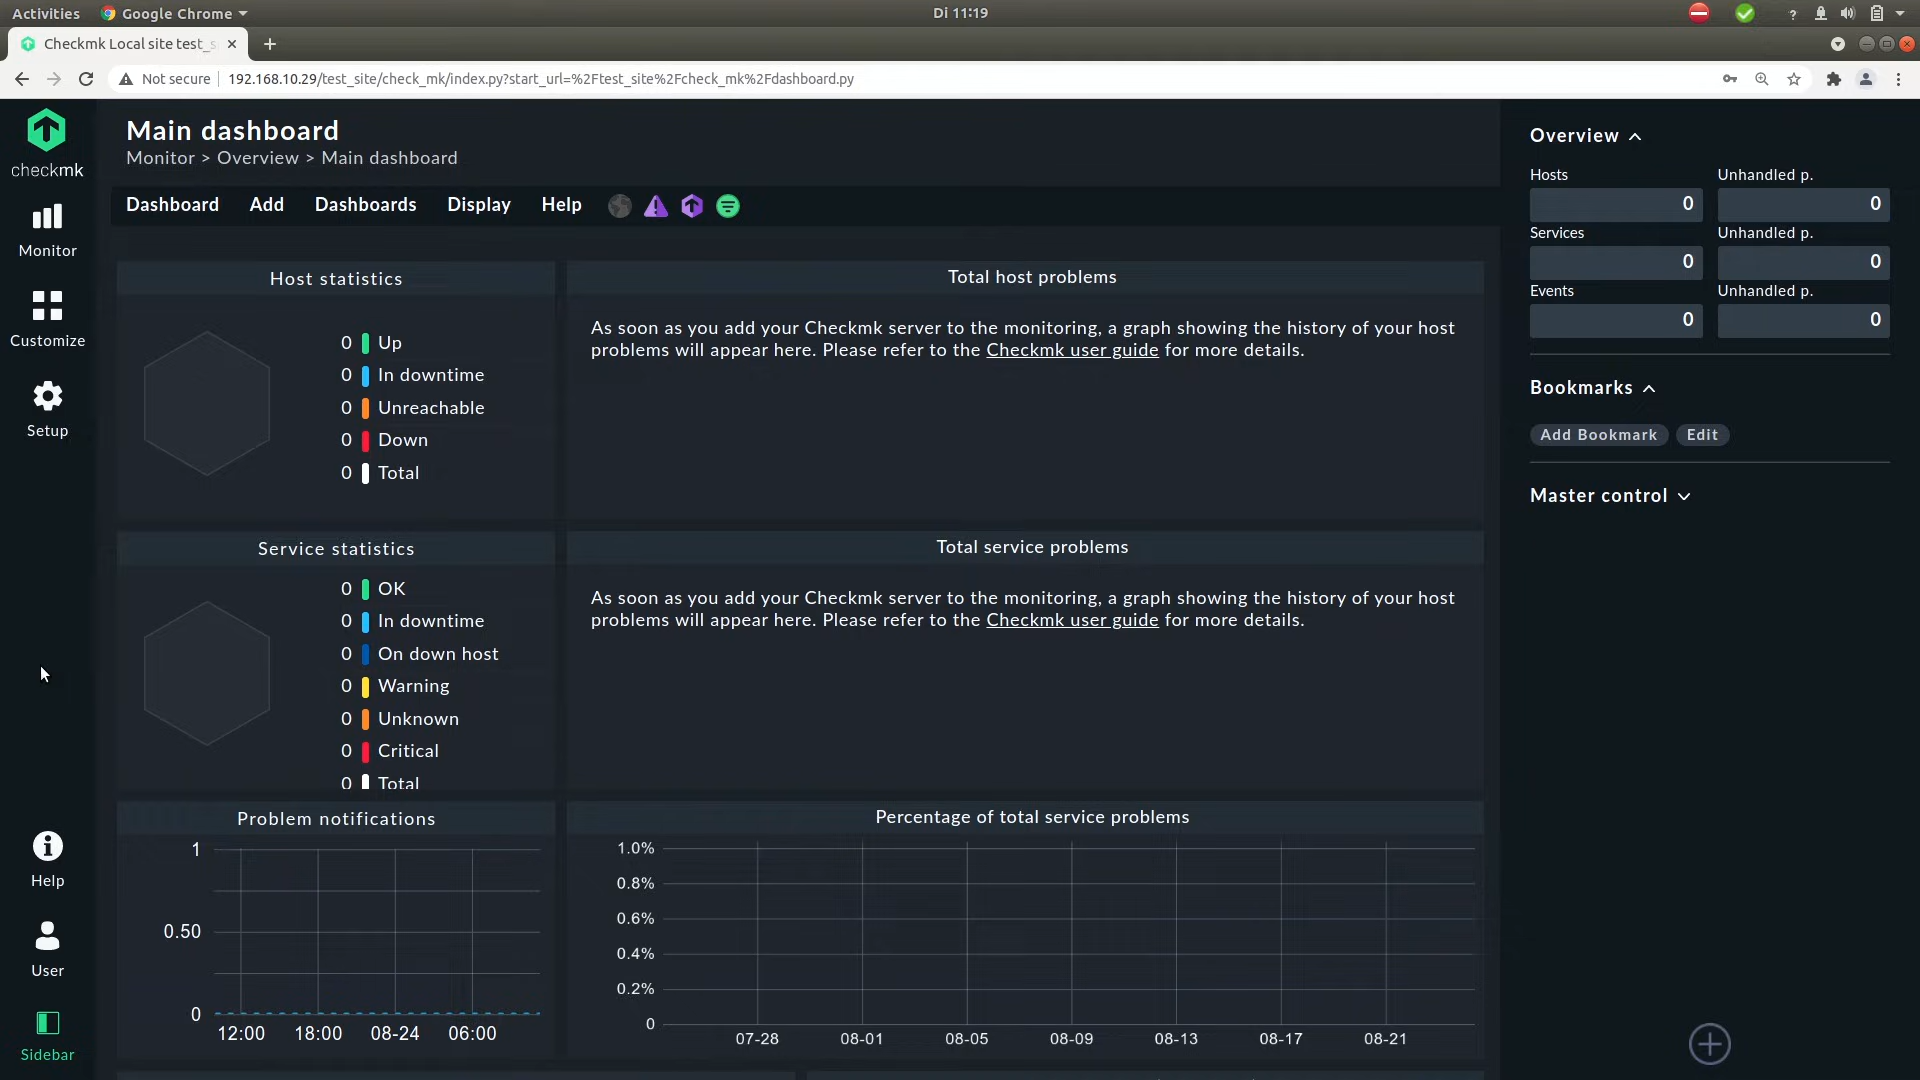 Activities
Google Chrome
Di 11:19
Checkmk Local site test_s
Not secure
192.168.10.29/test_site/check_mk/index.py?start_url=%2Ftest_site%2Fcheck_mk%2Fdashboard.py
checkmk
Monitor
Customize
Setup
Help
User
Sidebar
Main dashboard
Monitor > Overview > Main dashboard
Dashboard Add Dashboards Display Help
Host statistics
0 Up
0 In downtime
0 Unreachable
0 Down
0 Total
Total host problems
As soon as you add your Checkmk server to the monitoring, a graph showing the history of your host
problems will appear here. Please refer to the Checkmk user guide for more details.
Service statistics
0 OK
0 In downtime
0 On down host
0 Warning
0 Unknown
0 Critical
0 Total
Total service problems
As soon as you add your Checkmk server to the monitoring, a graph showing the history of your host
problems will appear here. Please refer to the Checkmk user guide for more details.
Problem notifications
1
0.50
0
12:00 18:00 08-24 06:00
Percentage of total service problems
1.0%
0.8%
0.6%
0.4%
0.2%
0
07-28 08-01 08-05 08-09 08-13 08-17 08-21
Overview
Hosts Unhandled p.
0 0
Services Unhandled p.
0 0
Events Unhandled p.
0 0
Bookmarks
Add Bookmark Edit
Master control